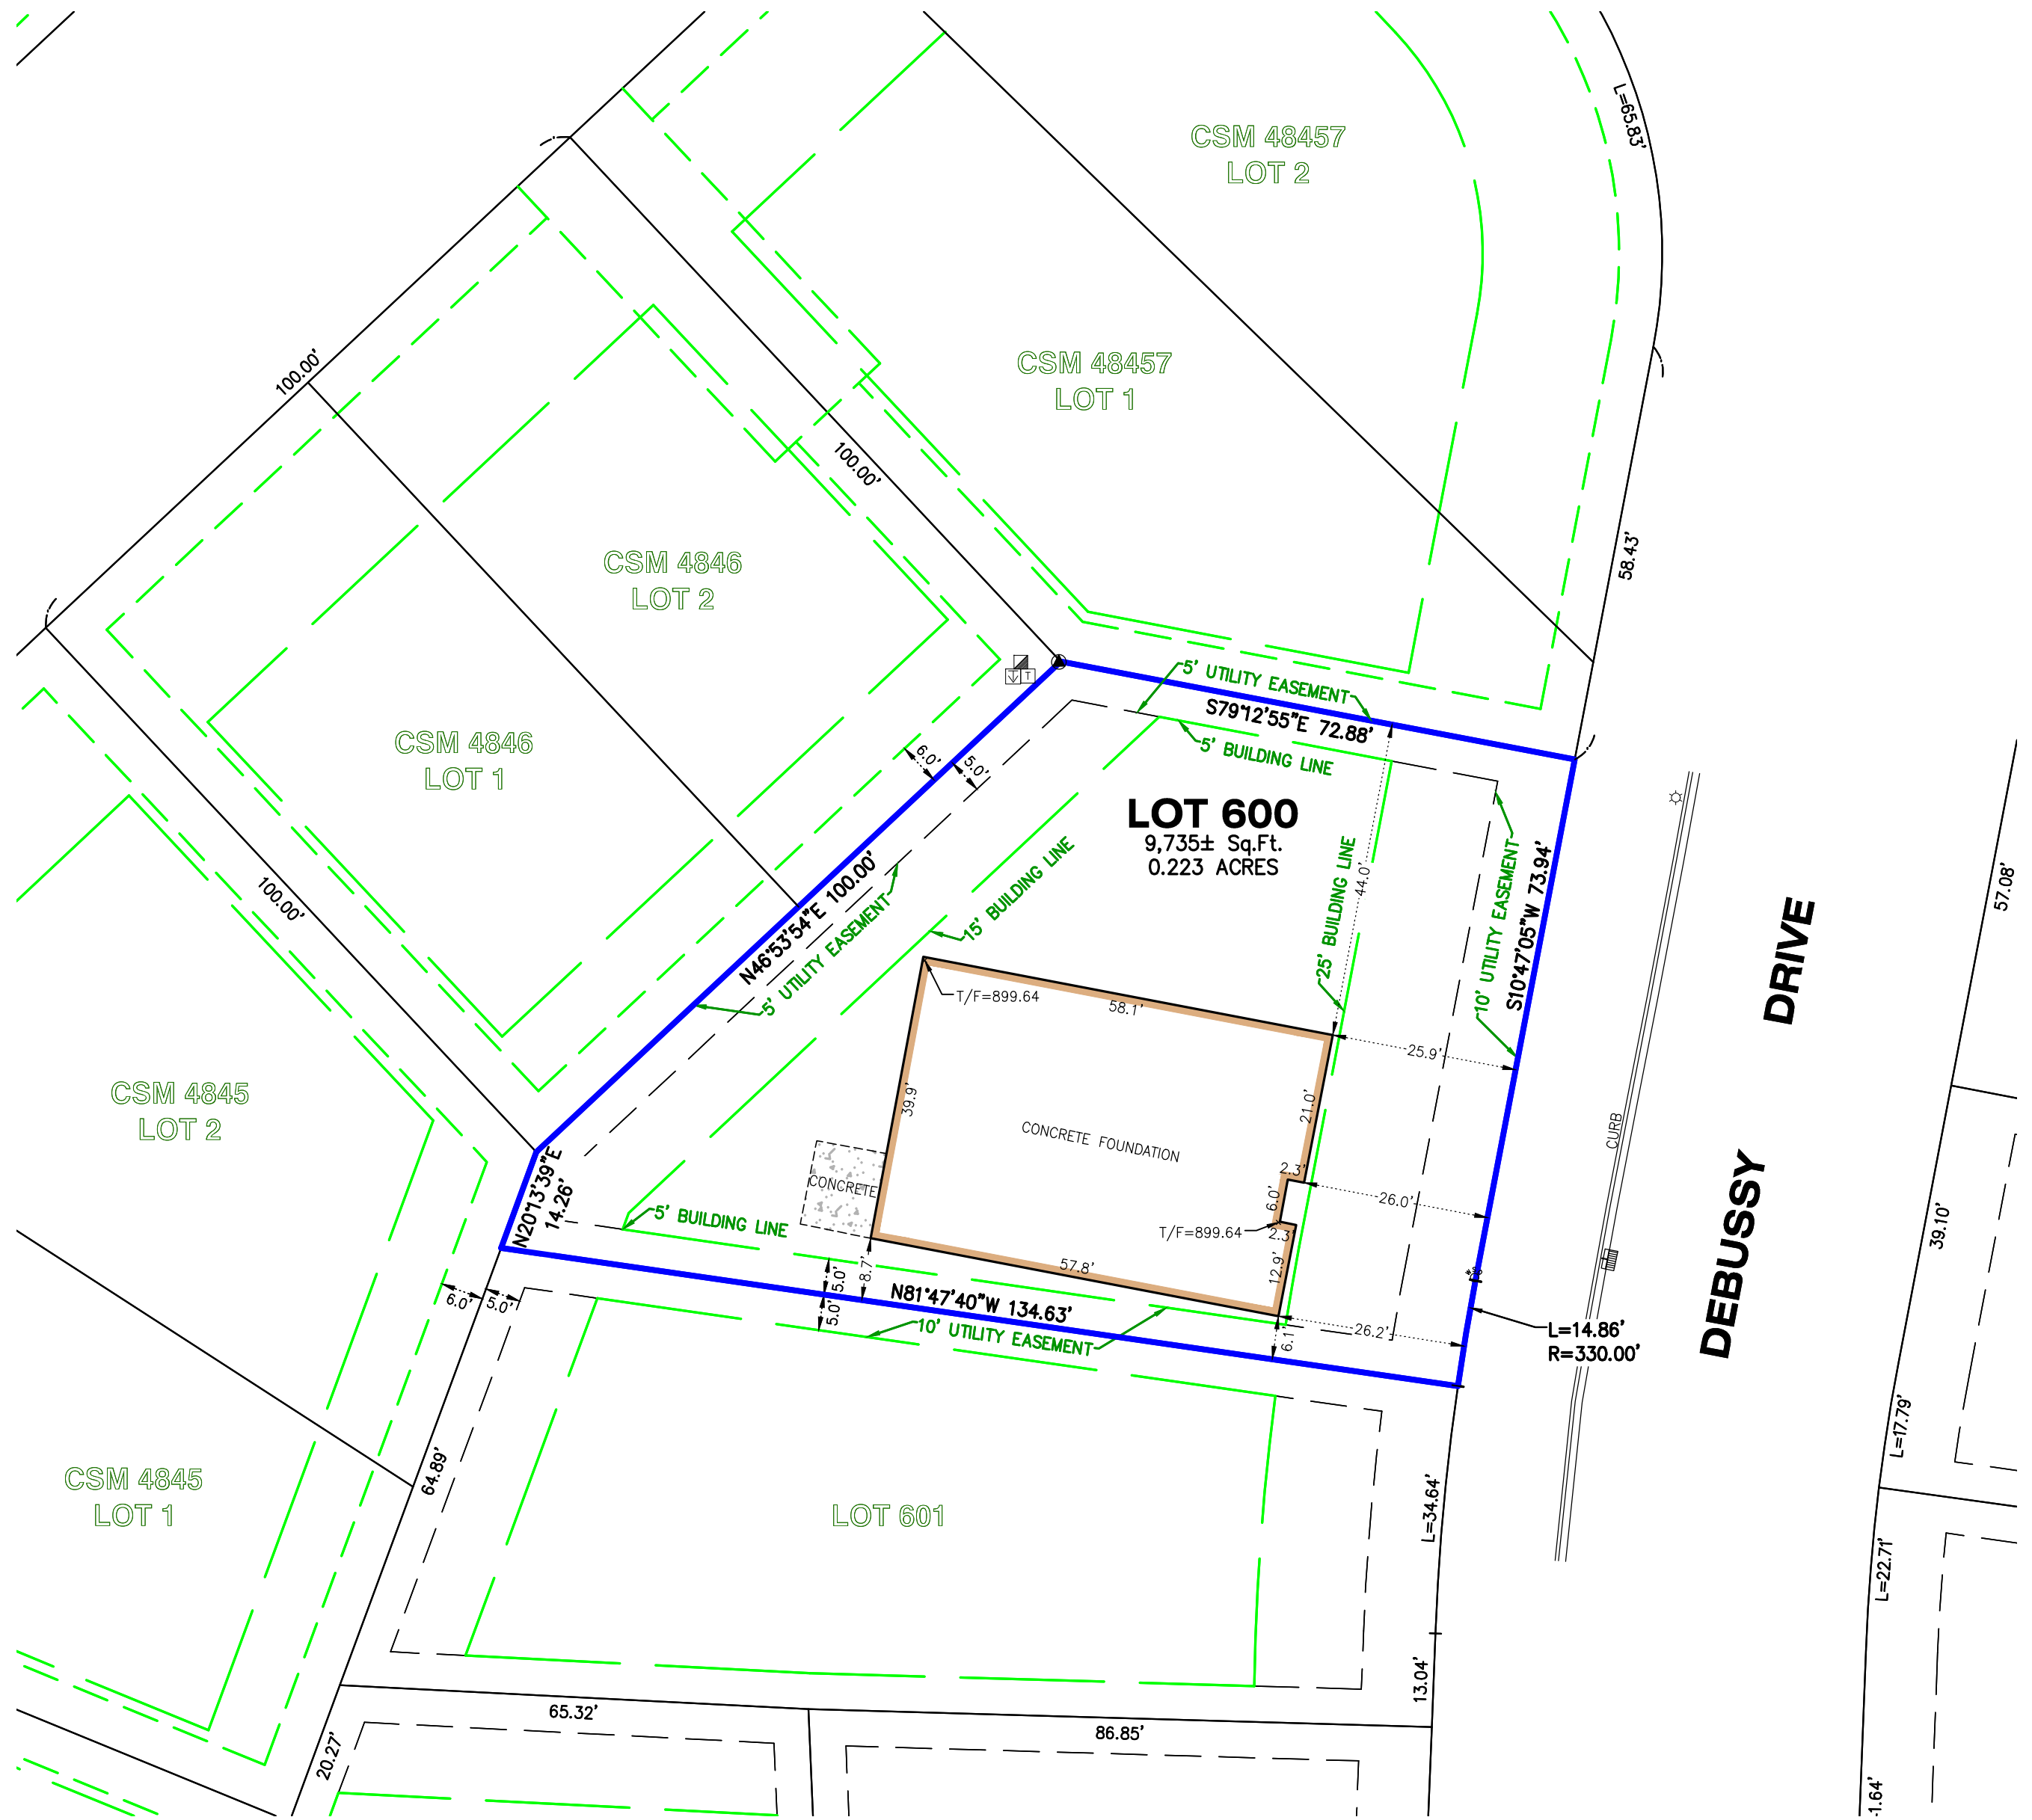 L=65.83'
CSM 48457
LOT 2
100.00'
CSM 48457
LOT 1
100.00'
58.43'
CSM 4846
LOT 2
T
5' UTILITY EASEMENT
S79°12'55"E 72.88'
5' BUILDING LINE
6.0'
5.0'
CSM 4846
LOT 1
LOT 600
9,735± Sq.Ft.
0.223 ACRES
15' BUILDING LINE
N46°53'54"E 100.00'
5' UTILITY EASEMENT
25' BUILDING LINE
44.0'
10' UTILITY EASEMENT
S10°47'05"W 73.94'
57.08'
100.00'
DEBUSSY DRIVE
T/F=899.64
58.1'
25.9'
39.9'
21.0'
CONCRETE FOUNDATION
CURB
CSM 4845
LOT 2
N20°13'39"E
14.26'
CONCRETE
2.3'
6.0'
26.0'
5' BUILDING LINE
T/F=899.64
2.3'
39.10'
57.8'
12.9'
8.7'
5.0'
6.0'
5.0'
5.0'
N81°47'40"W 134.63'
10' UTILITY EASEMENT
6.1'
26.2'
L=14.86'
R=330.00'
L=17.79'
64.89'
CSM 4845
LOT 1
LOT 601
L=34.64'
L=22.71'
13.04'
65.32'
86.85'
20.27'
1.64'